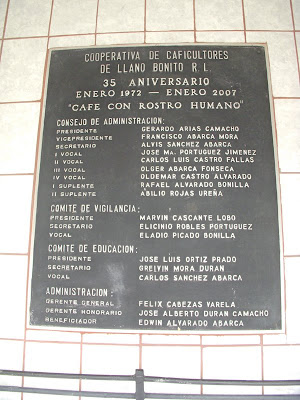 COOPERATIVA DE CAFICULTORES
DE LLANO BONITO R.L
35 ANIVERSARIO
ENERO 1972 — ENERO 2007
"CAFE CON ROSTRO HUMANO"
CONSEJO DE ADMINISTRACION:
PRESIDENTE GERARDO ARIAS CAMACHO
VICEPRESIDENTE FRANCISCO ABARCA MORA
SECRETARIO ALVIS SANCHEZ ABARCA
I VOCAL JOSE MA. PORTUGUEZ JIMENEZ
II VOCAL CARLOS LUIS CASTRO FALLAS
III VOCAL OLGER ABARCA FONSECA
IV VOCAL OLDEMAR CASTRO ALVARADO
I SUPLENTE RAFAEL ALVARADO BONILLA
II SUPLENTE ABILIO ROJAS UREÑA
COMITE DE VIGILANCIA:
PRESIDENTE MARVIN CASCANTE LOBO
SECRETARIO ELICINIO ROBLES PORTUGUEZ
VOCAL ELADIO PICADO BONILLA
COMITE DE EDUCACION:
PRESIDENTE JOSE LUIS ORTIZ PRADO
SECRETARIO GREIVIN MORA DURAN
VOCAL CARLOS SANCHEZ ABARCA
ADMINISTRACION:
GERENTE GENERAL FELIX CABEZAS VARELA
GERENTE HONORARIO JOSE ALBERTO DURAN CAMACHO
BENEFICIADOR EDWIN ALVARADO ABARCA